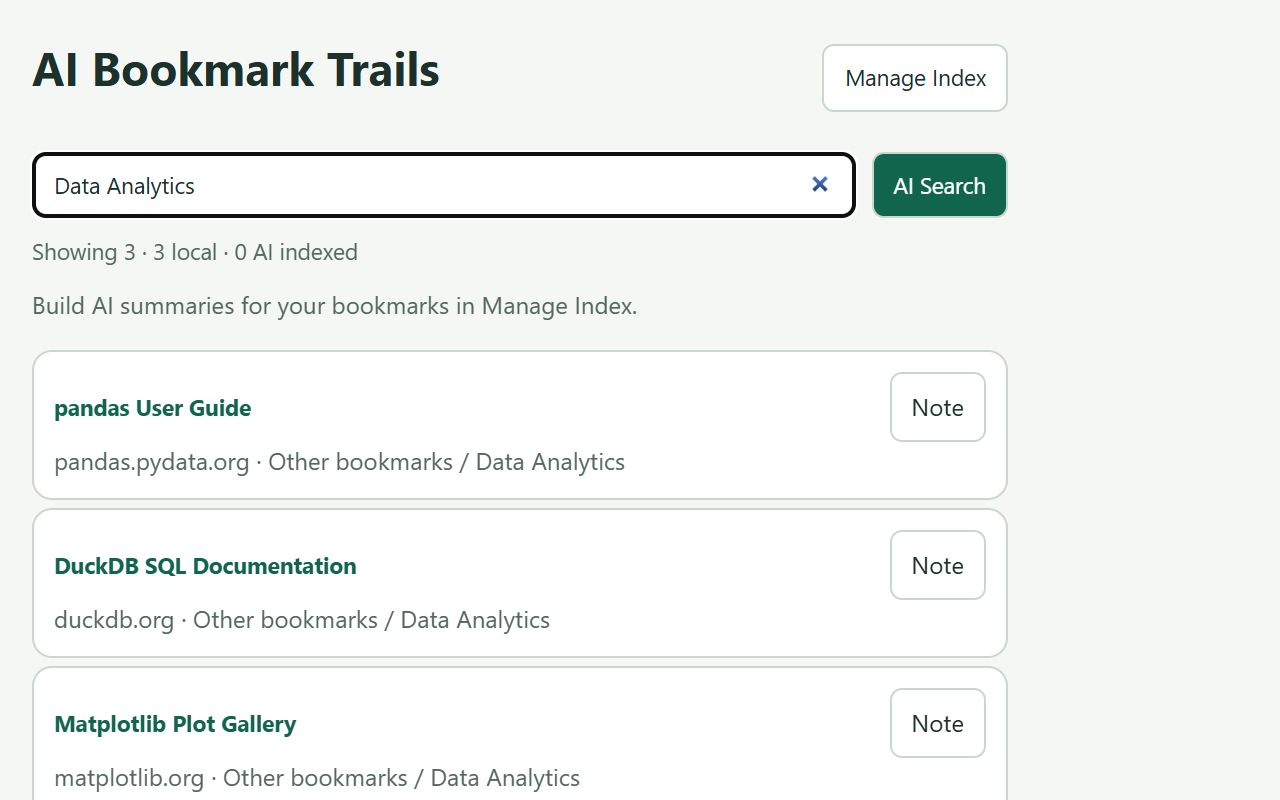 AI Bookmark Trails
Manage Index
Data Analytics
AI Search
Showing 3 · 3 local · 0 AI indexed
Build AI summaries for your bookmarks in Manage Index.
pandas User Guide
Note
pandas.pydata.org · Other bookmarks / Data Analytics
DuckDB SQL Documentation
Note
duckdb.org · Other bookmarks / Data Analytics
Matplotlib Plot Gallery
Note
matplotlib.org · Other bookmarks / Data Analytics